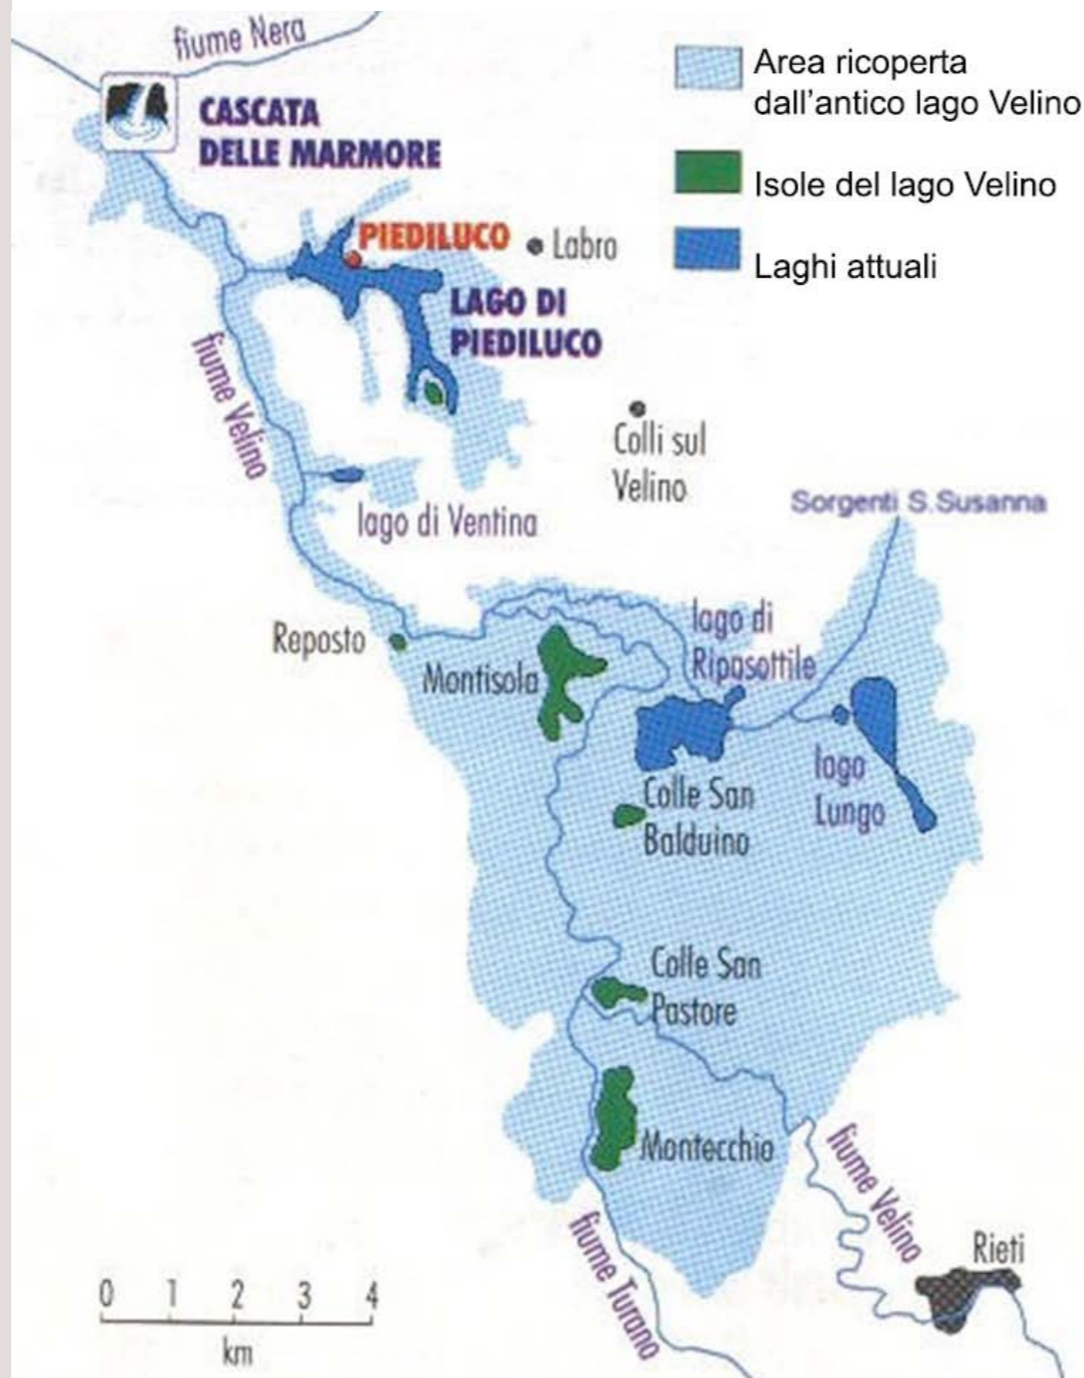 fiume Nera
CASCATA
DELLE MARMORE
Area ricoperta
dall'antico lago Velino
Isole del lago Velino
Laghi attuali
PIEDILUCO
Labro
LAGO DI
PIEDILUCO
fiume Velino
Colli sul
Velino
lago di Ventina
Sorgenti S.Susanna
Reposto
Montisola
lago di
Ripasottile
lago
Lungo
Colle San
Balduino
Colle San
Pastore
Montecchio
fiume Velino
fiume Turano
Rieti
0 1 2 3 4
km